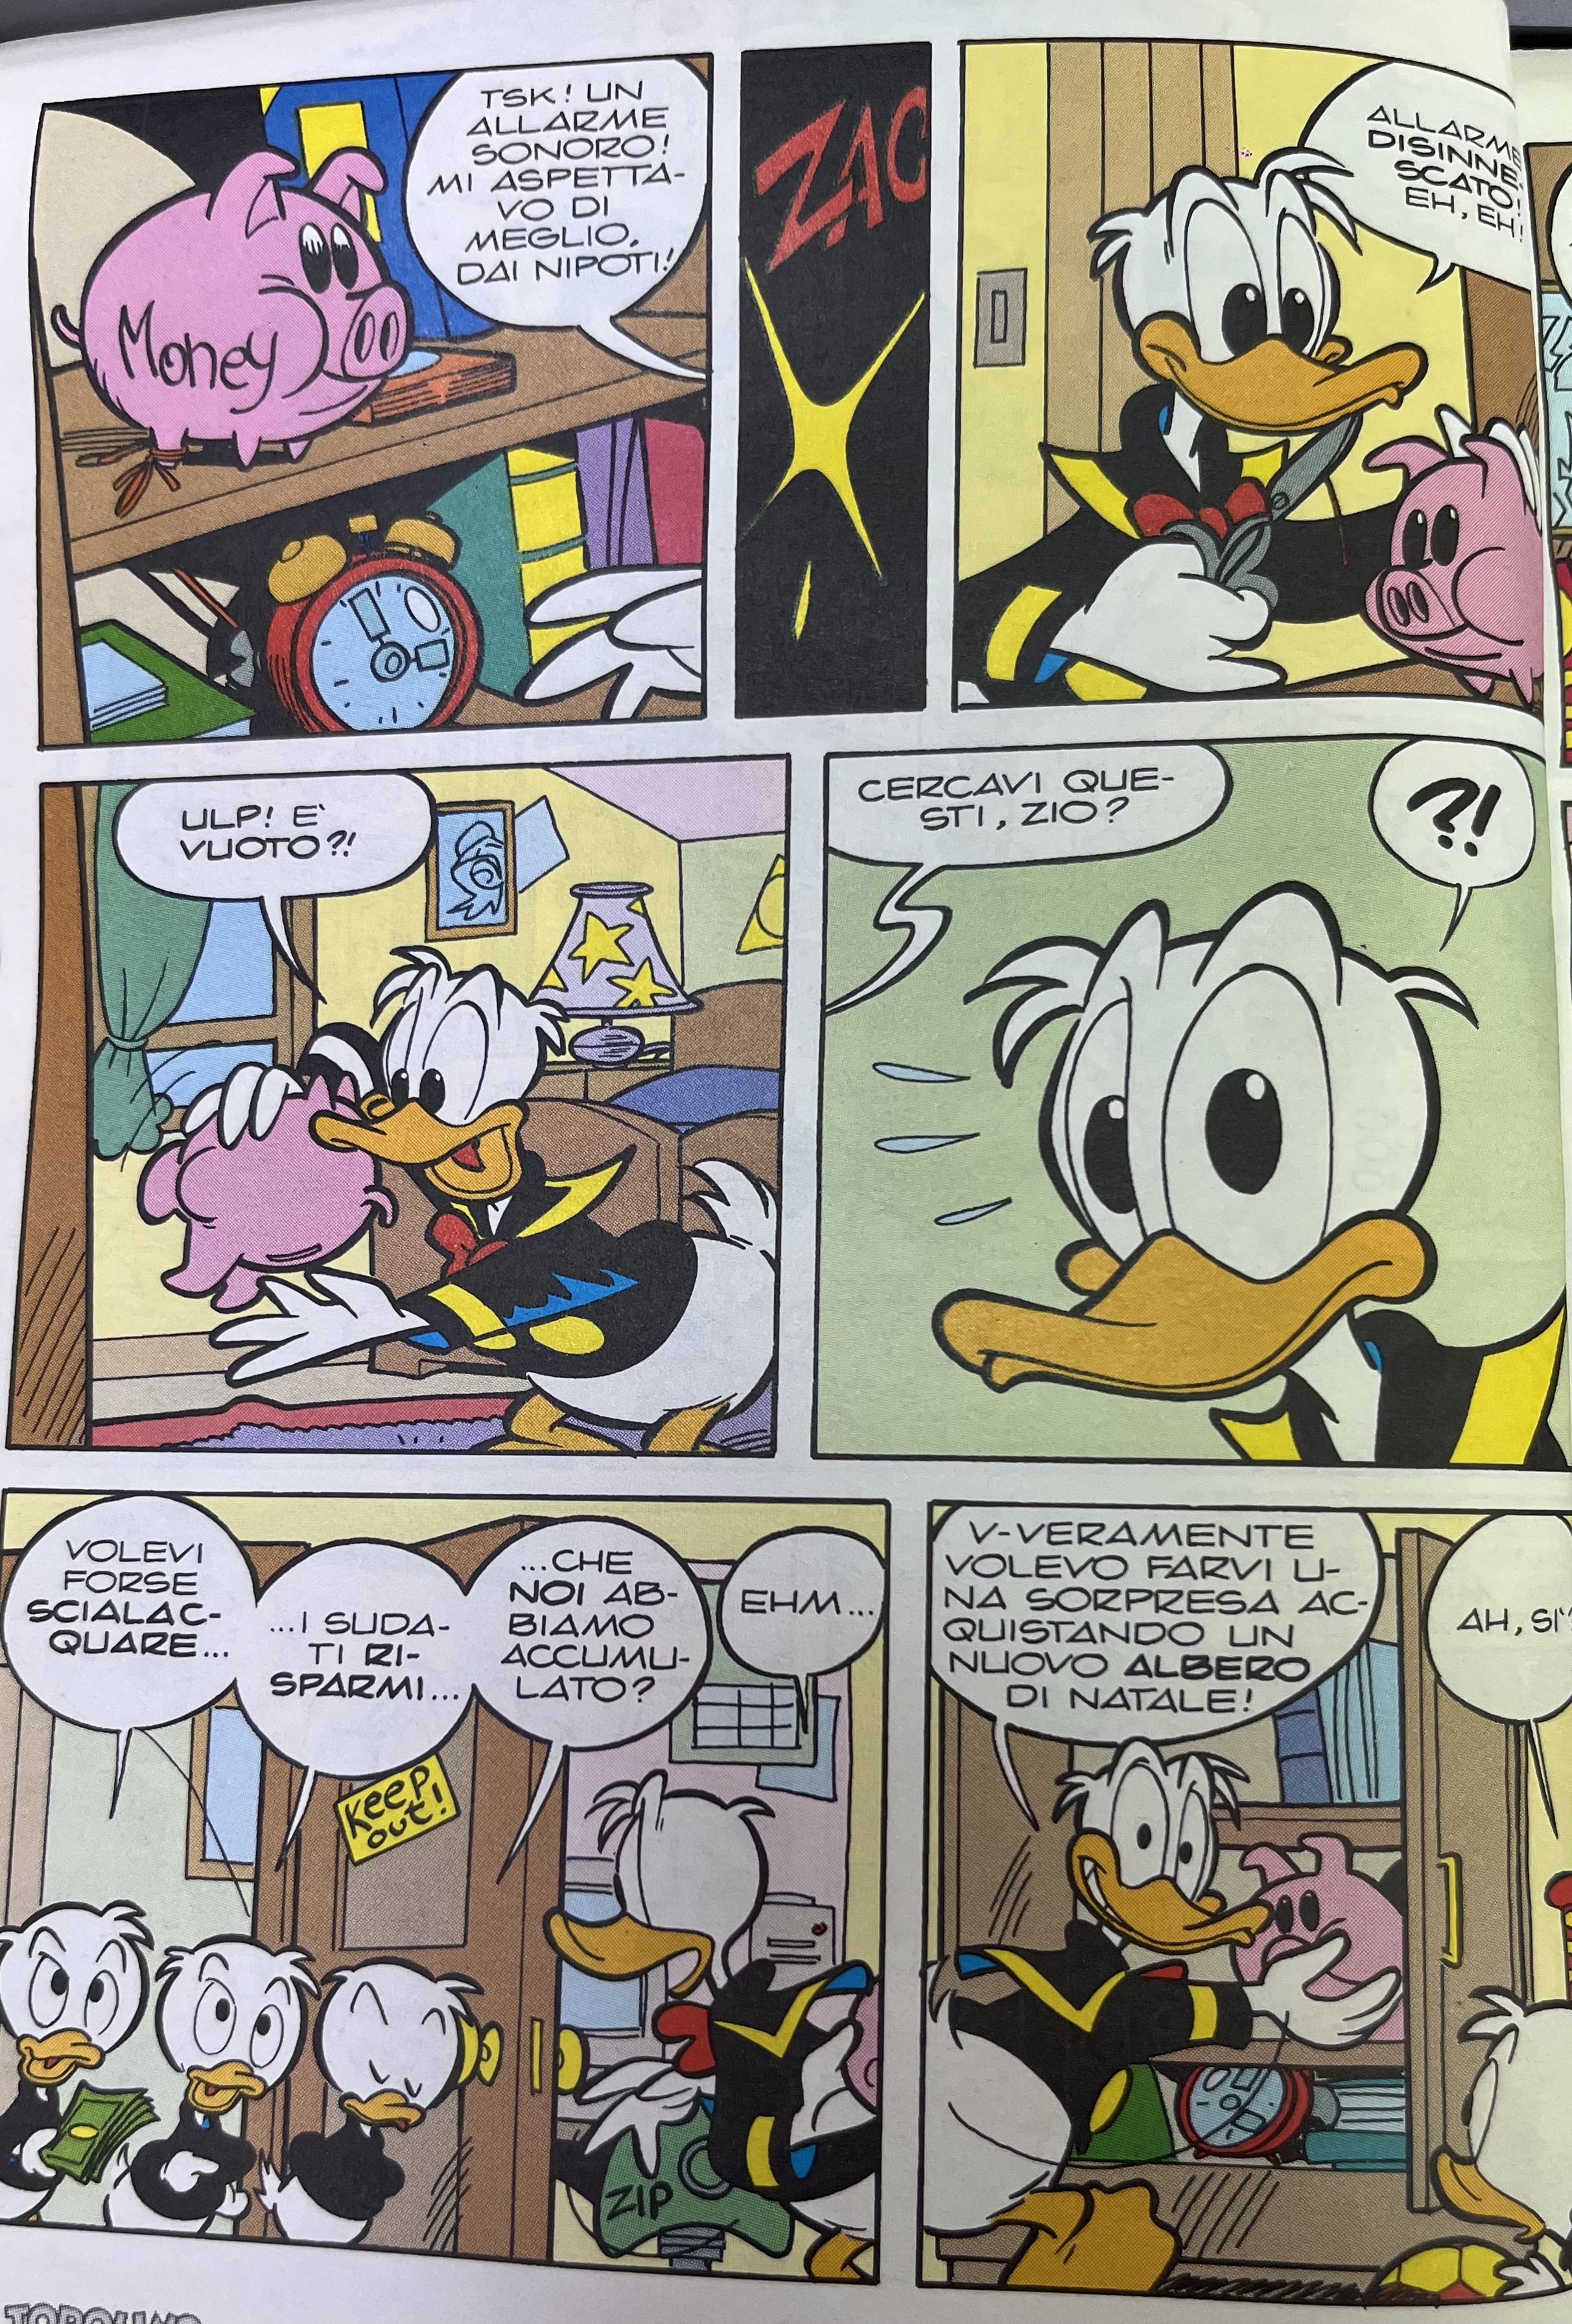 TSK! UN
ALLARME
SONORO!
MI ASPETTA-
VO DI
MEGLIO,
DAI NIPOTI!
Money
ZAC
ALLARME
DISINNE-
SCATO!
EH, EH!
ULP! E'
VUOTO?!
CERCAVI QUE-
STI, ZIO?
?!
VOLEVI
FORSE
SCIALAC-
QUARE...
...I SUDA-
TI RI-
SPARMI...
...CHE
NOI AB-
BIAMO
ACCUMU-
LATO?
EHM...
Keep
out!
ZIP
V-VERAMENTE
VOLEVO FARVI U-
NA SORPRESA AC-
QUISTANDO UN
NUOVO ALBERO
DI NATALE!
AH, SI'?
TOPOLINO